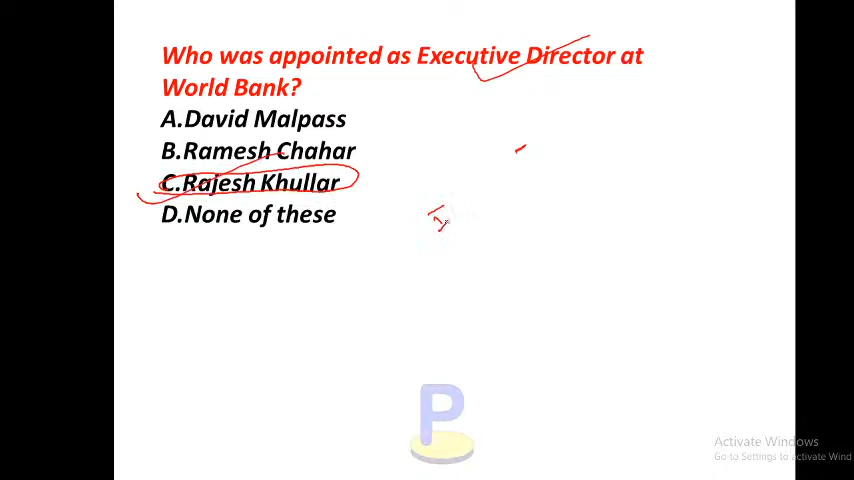 Who was appointed as Executive Director at
World Bank?
A.David Malpass
B.Ramesh Chahar
C.Rajesh Khullar
D.None of these
P
Activate Windows
Go to Settings to activate Wind